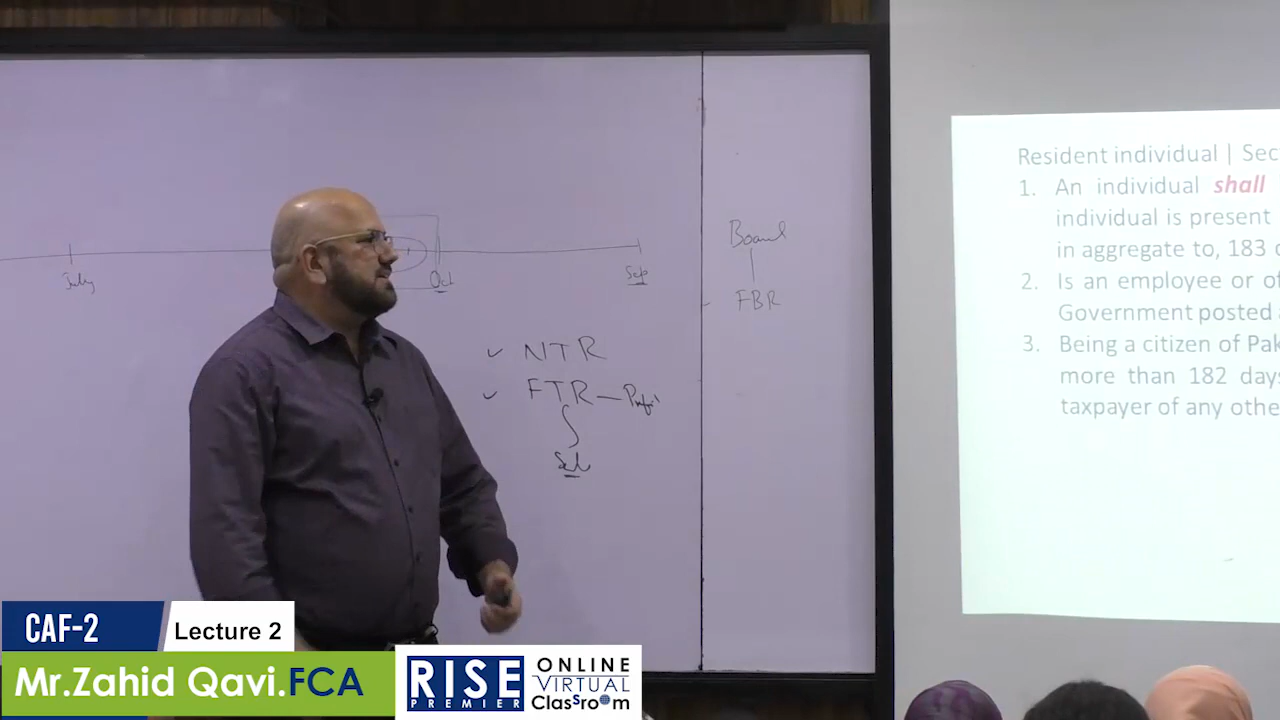 July
Oct
Sep
NTR
FTR
Board
FBR
Resident individual | Sec
1. An individual shall
individual is present
in aggregate to, 183
2. Is an employee or of
Government posted
3. Being a citizen of Pak
more than 182 days
taxpayer of any othe
CAF-2
Lecture 2
Mr.Zahid Qavi.FCA
RISE
PREMIER
ONLINE
VIRTUAL
ClaSsroom